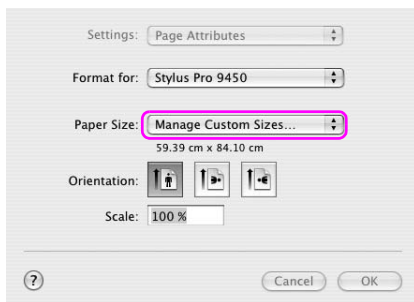 Settings: Page Attributes
Format for: Stylus Pro 9450
Paper Size: Manage Custom Sizes...
59.39 cm x 84.10 cm
Orientation:
Scale: 100 %
? Cancel OK